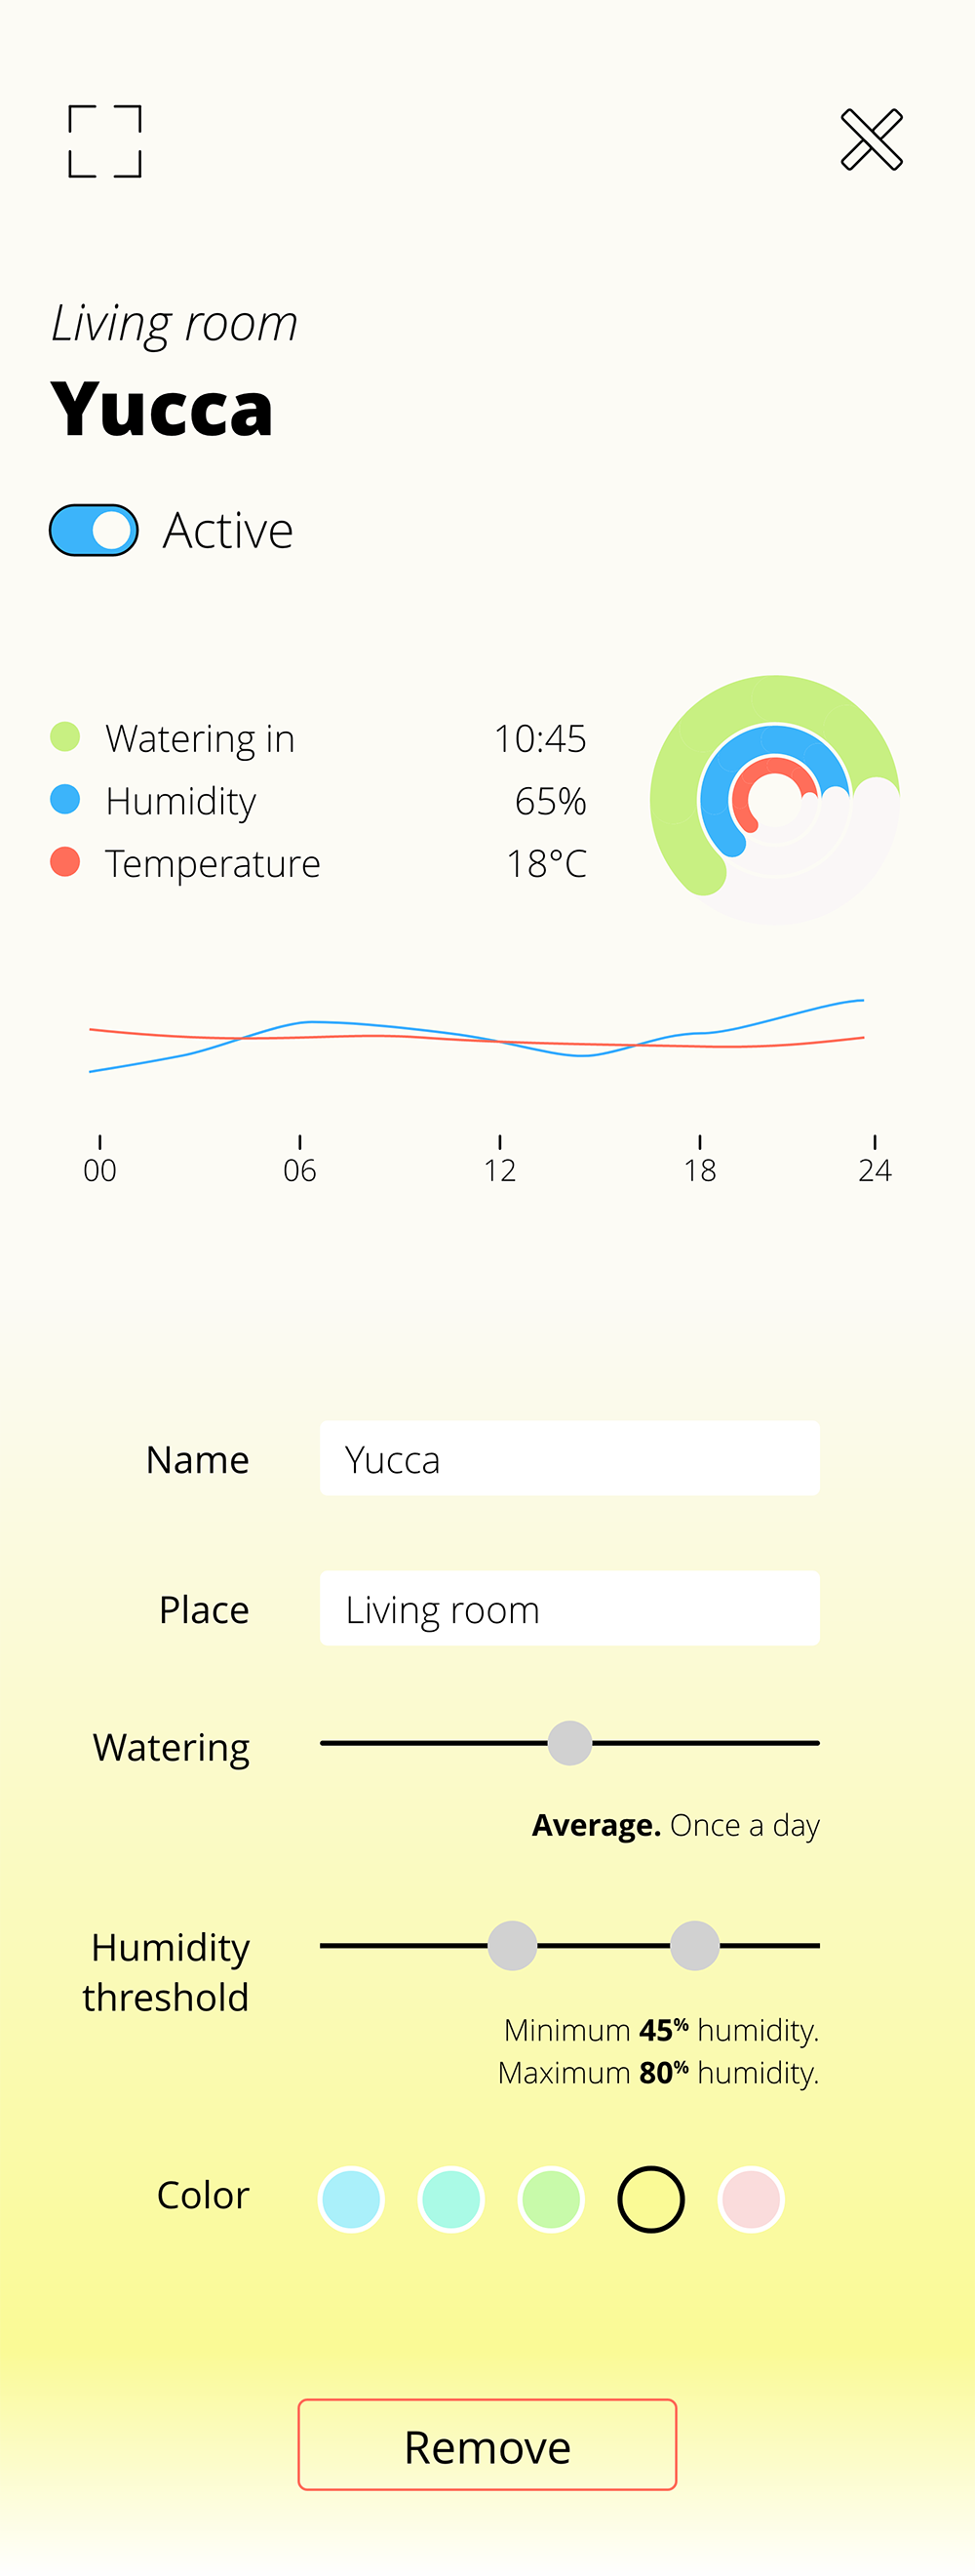 Living room
Yucca
Active
Watering in 10:45
Humidity 65%
Temperature 18°C
00 06 12 18 24
Name Yucca
Place Living room
Watering
Average. Once a day
Humidity
threshold
Minimum 45% humidity.
Maximum 80% humidity.
Color
Remove